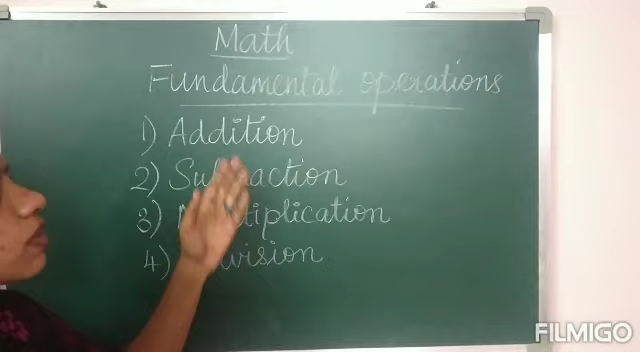 Math
Fundamental operations
1) Addition
2) Subtraction
3) Multiplication
4) Division
FILMIGO